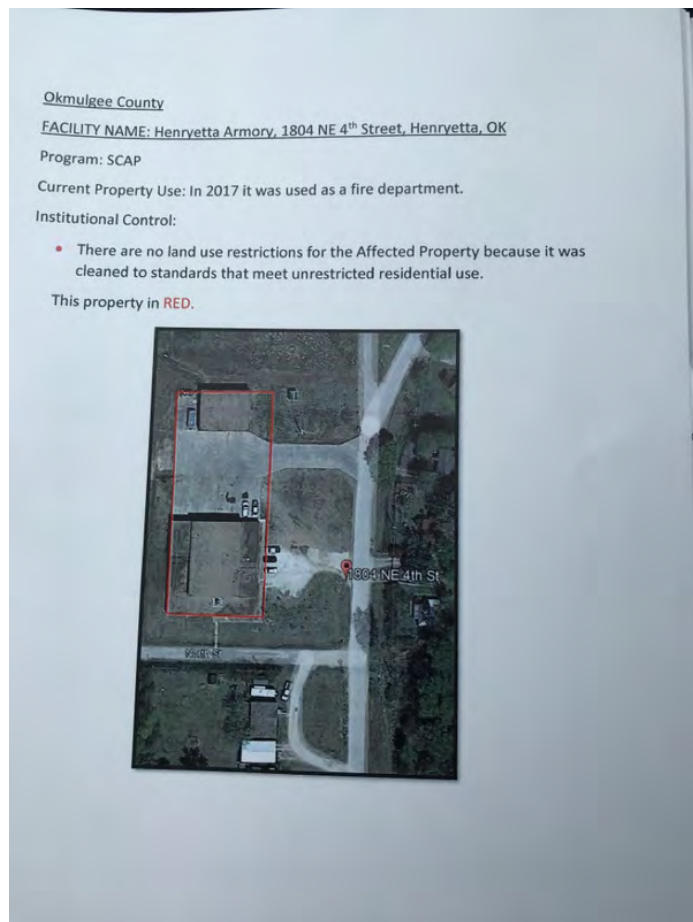 Okmulgee County
FACILITY NAME: Henryetta Armory, 1804 NE 4th Street, Henryetta, OK
Program: SCAP
Current Property Use: In 2017 it was used as a fire department.
Institutional Control:
• There are no land use restrictions for the Affected Property because it was
cleaned to standards that meet unrestricted residential use.
This property in RED.
1804 NE 4th St